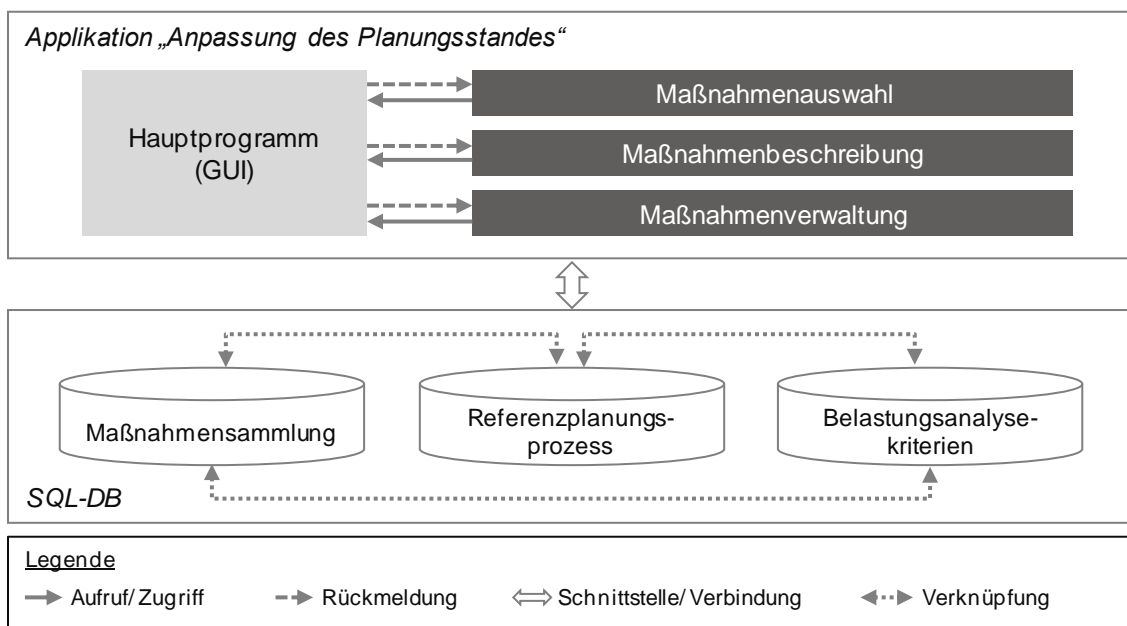 Applikation „Anpassung des Planungsstandes“
Hauptprogramm
(GUI)
Maßnahmenauswahl
Maßnahmenbeschreibung
Maßnahmenverwaltung
Maßnahmensammlung
Referenzplanungs-
prozess
Belastungsanalyse-
kriterien
SQL-DB
Legende
Aufruf/ Zugriff
Rückmeldung
Schnittstelle/ Verbindung
Verknüpfung